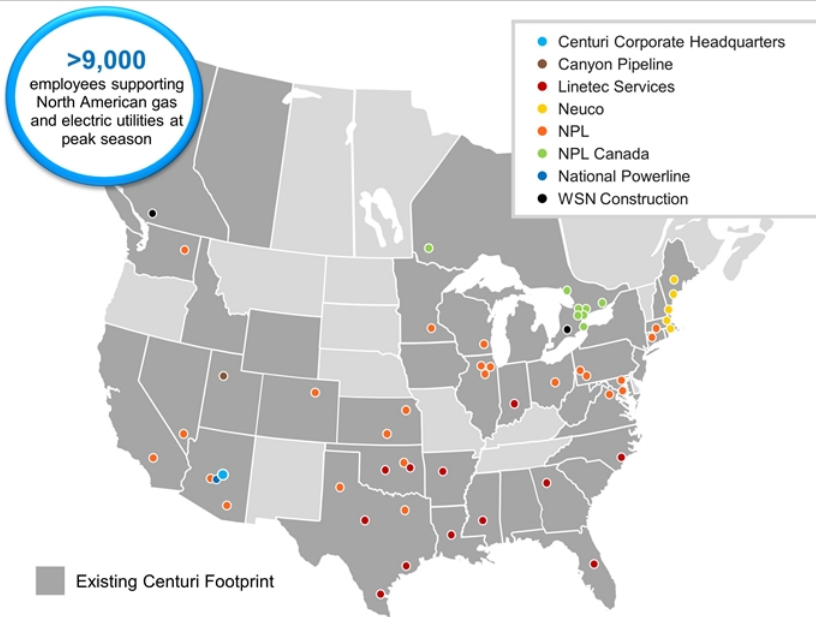 >9,000
employees supporting
North American gas
and electric utilities at
peak season
Centuri Corporate Headquarters
Canyon Pipeline
Linetec Services
Neuco
NPL
NPL Canada
National Powerline
WSN Construction
Existing Centuri Footprint